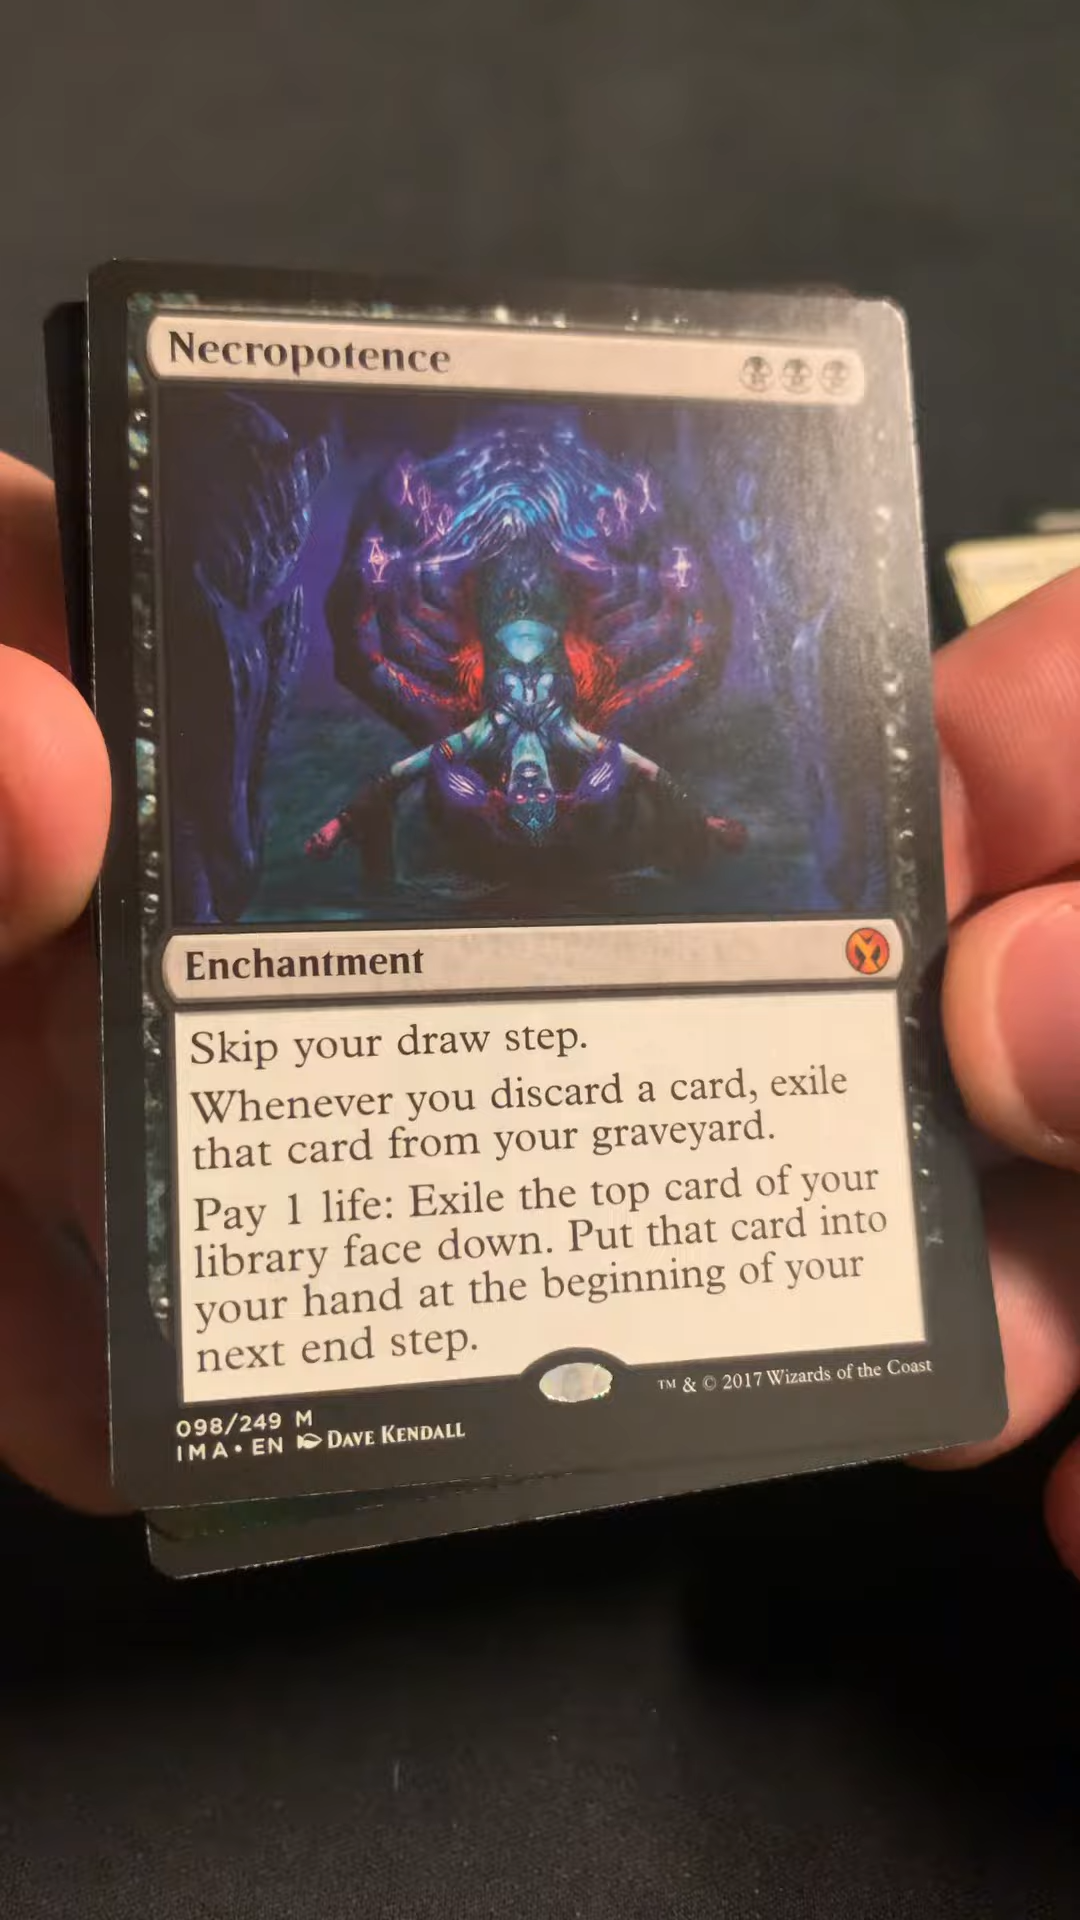 Necropotence
Enchantment
Skip your draw step.
Whenever you discard a card, exile
that card from your graveyard.
Pay 1 life: Exile the top card of your
library face down. Put that card into
your hand at the beginning of your
next end step.
098/249 M
IMA • EN DAVE KENDALL
™ & © 2017 Wizards of the Coast